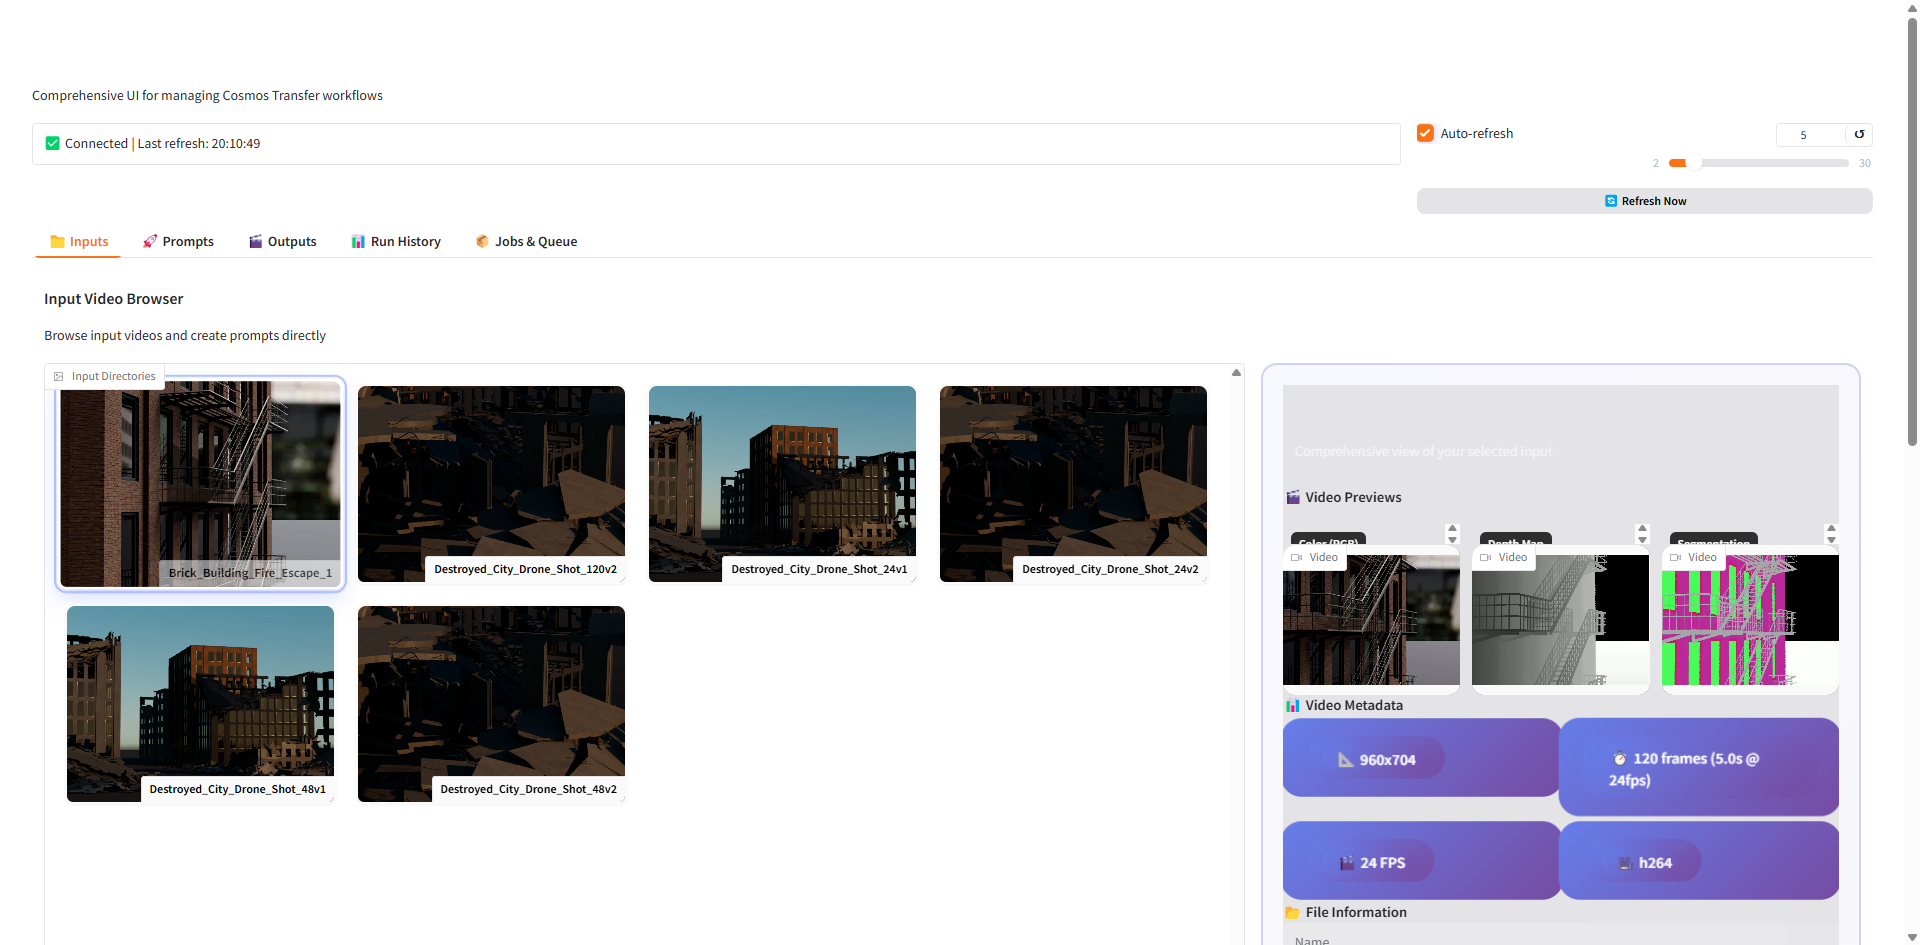 Comprehensive UI for managing Cosmos Transfer workflows
Connected | Last refresh: 20:10:49
Auto-refresh
5
2
30
Refresh Now
Inputs
Prompts
Outputs
Run History
Jobs & Queue
Input Video Browser
Browse input videos and create prompts directly
Input Directories
Brick_Building_Fire_Escape_1
Destroyed_City_Drone_Shot_120v2
Destroyed_City_Drone_Shot_24v1
Destroyed_City_Drone_Shot_24v2
Destroyed_City_Drone_Shot_48v1
Destroyed_City_Drone_Shot_48v2
Comprehensive view of your selected input
Video Previews
Color (RGB)
Depth Map
Segmentation
Video
Video
Video
Video Metadata
960x704
120 frames (5.0s @
24fps)
24 FPS
h264
File Information
Name